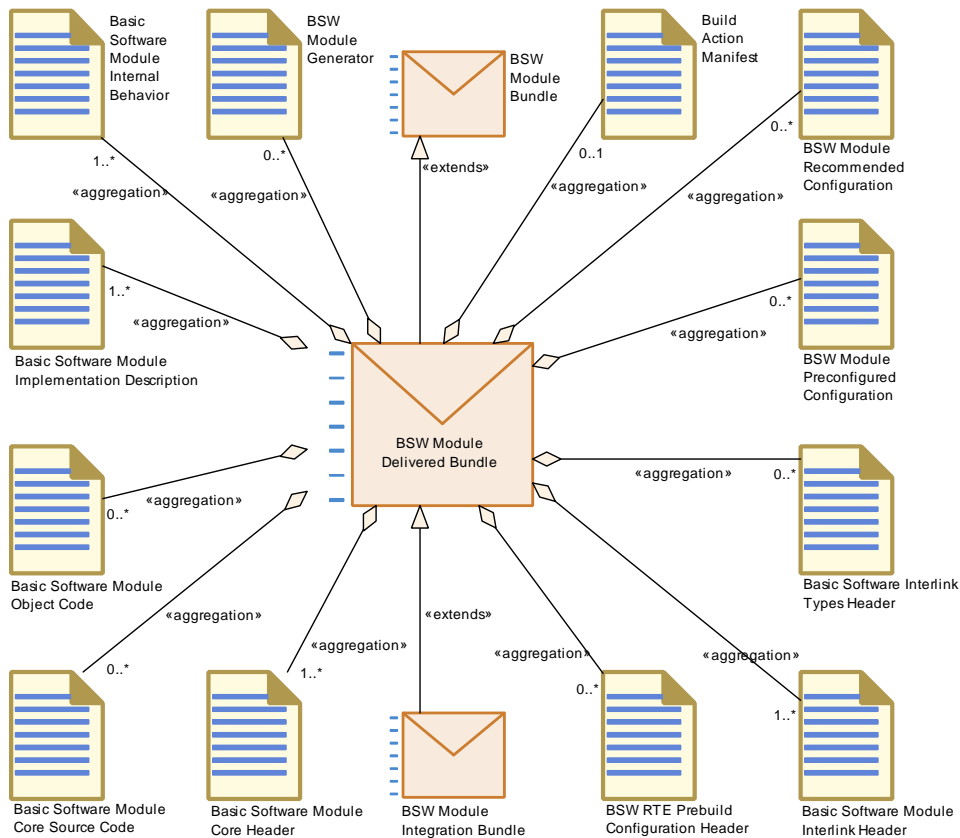 Basic
Software
Module
Internal
Behavior
BSW
Module
Generator
BSW
Module
Bundle
Build
Action
Manifest
BSW Module
Recommended
Configuration
1..*
0..*
0..1
0..*
«aggregation»
«aggregation»
«extends»
«aggregation»
«aggregation»
Basic Software Module
Implementation Description
1..*
«aggregation»
BSW Module
Preconfigured
Configuration
0..*
«aggregation»
BSW Module
Delivered Bundle
Basic Software Module
Object Code
0..*
«aggregation»
«aggregation»
0..*
Basic Software Interlink
Types Header
«aggregation»
0..*
Basic Software Module
Core Source Code
«aggregation»
1..*
Basic Software Module
Core Header
«extends»
BSW Module
Integration Bundle
«aggregation»
0..*
BSW RTE Prebuild
Configuration Header
«aggregation»
1..*
Basic Software Module
Interlink Header